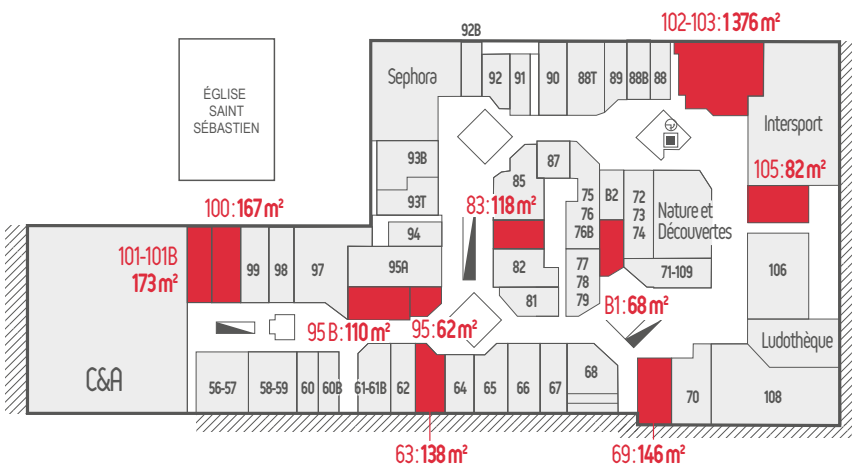 92B
102-103: 1376 m²
ÉGLISE
SAINT
SÉBASTIEN
Sephora
92
91
90
88T
89
88B
88
Intersport
93B
93T
87
85
105: 82 m²
75
76
76B
B2
72
73
74
Nature et
Découvertes
100: 167 m²
83: 118 m²
94
101-101B
173 m²
99
98
97
95A
82
77
78
79
71-109
106
81
B1: 68 m²
95B: 110 m²
95: 62 m²
Ludothèque
C&A
56-57
58-59
60
60B
61-61B
62
64
65
66
67
68
70
108
63: 138 m²
69: 146 m²